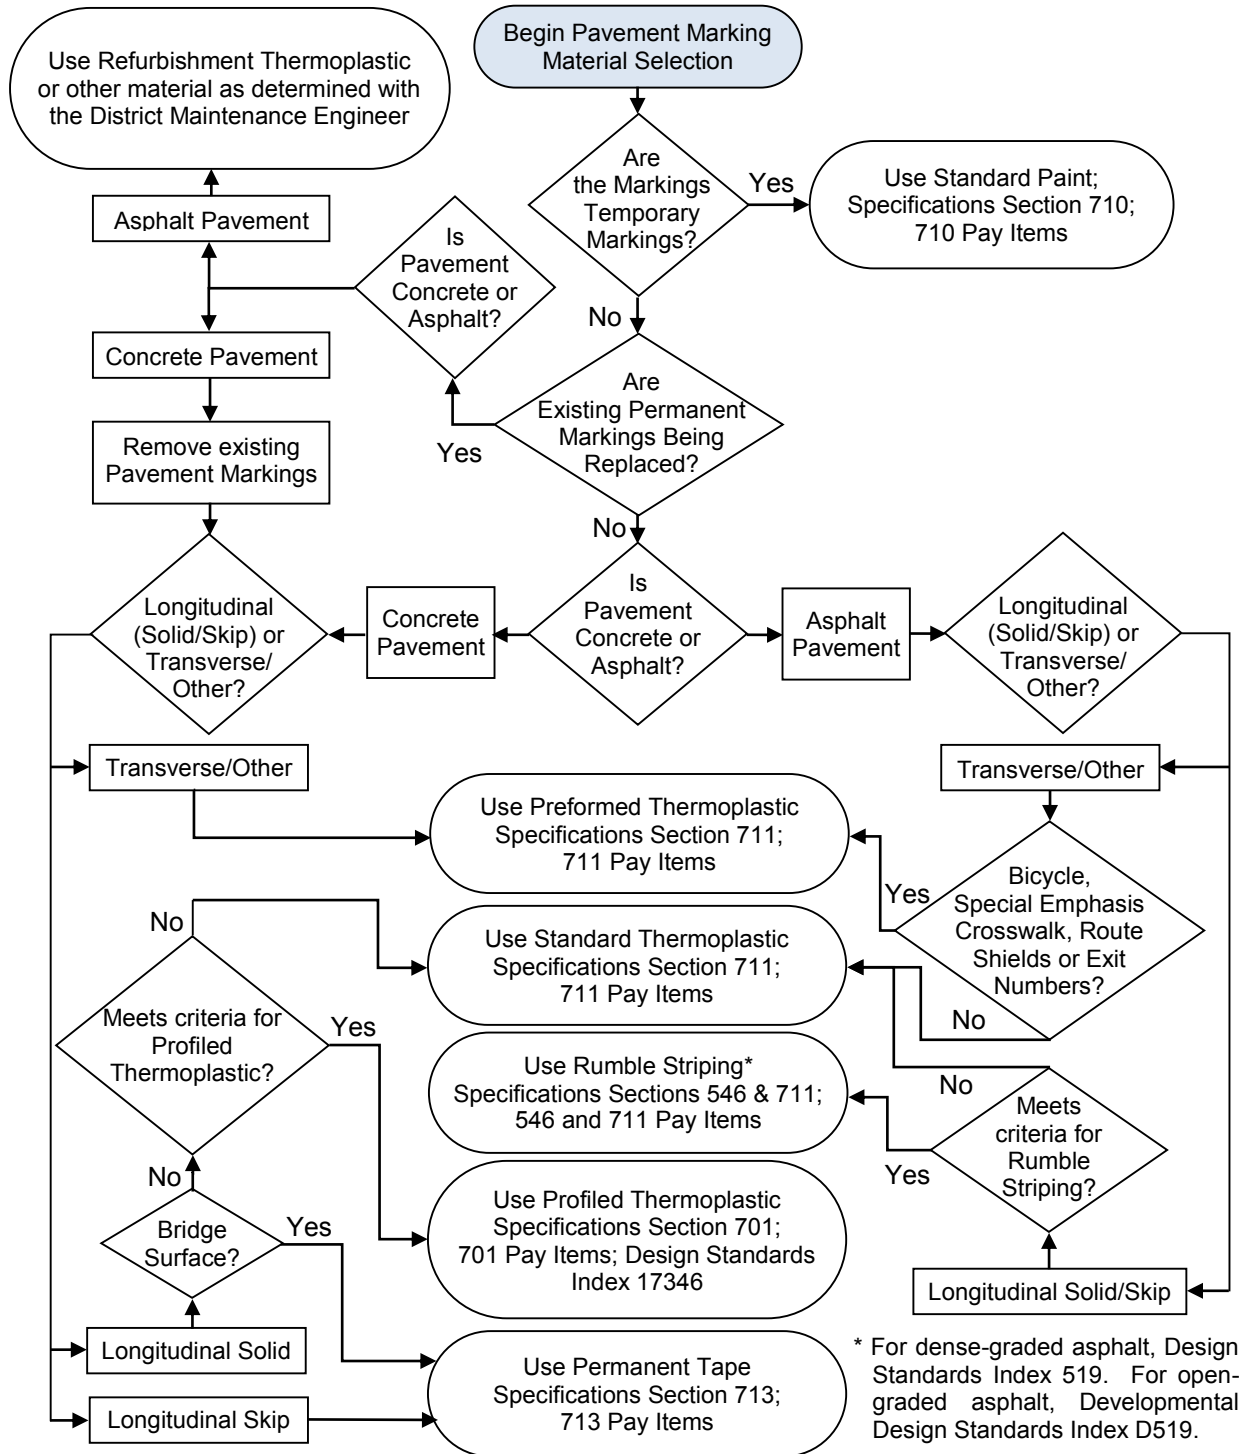 Begin Pavement Marking
Material Selection
Use Refurbishment Thermoplastic
or other material as determined with
the District Maintenance Engineer
Are
the Markings
Temporary
Markings?
Yes
Use Standard Paint;
Specifications Section 710;
710 Pay Items
No
Asphalt Pavement
Is
Pavement
Concrete or
Asphalt?
Concrete Pavement
Are
Existing Permanent
Markings Being
Replaced?
Yes
Remove existing
Pavement Markings
No
Longitudinal
(Solid/Skip) or
Transverse/
Other?
Concrete
Pavement
Is
Pavement
Concrete or
Asphalt?
Asphalt
Pavement
Longitudinal
(Solid/Skip) or
Transverse/
Other?
Transverse/Other
Transverse/Other
Use Preformed Thermoplastic
Specifications Section 711;
711 Pay Items
Yes
Bicycle,
Special Emphasis
Crosswalk, Route
Shields or Exit
Numbers?
No
No
Use Standard Thermoplastic
Specifications Section 711;
711 Pay Items
Meets criteria for
Profiled
Thermoplastic?
Yes
Use Rumble Striping*
Specifications Sections 546 & 711;
546 and 711 Pay Items
No
Meets
criteria for
Rumble
Striping?
Yes
No
Bridge
Surface?
Yes
Use Profiled Thermoplastic
Specifications Section 701;
701 Pay Items; Design Standards
Index 17346
Longitudinal Solid/Skip
Longitudinal Solid
Longitudinal Skip
Use Permanent Tape
Specifications Section 713;
713 Pay Items
* For dense-graded asphalt, Design
Standards Index 519. For open-
graded asphalt, Developmental
Design Standards Index D519.